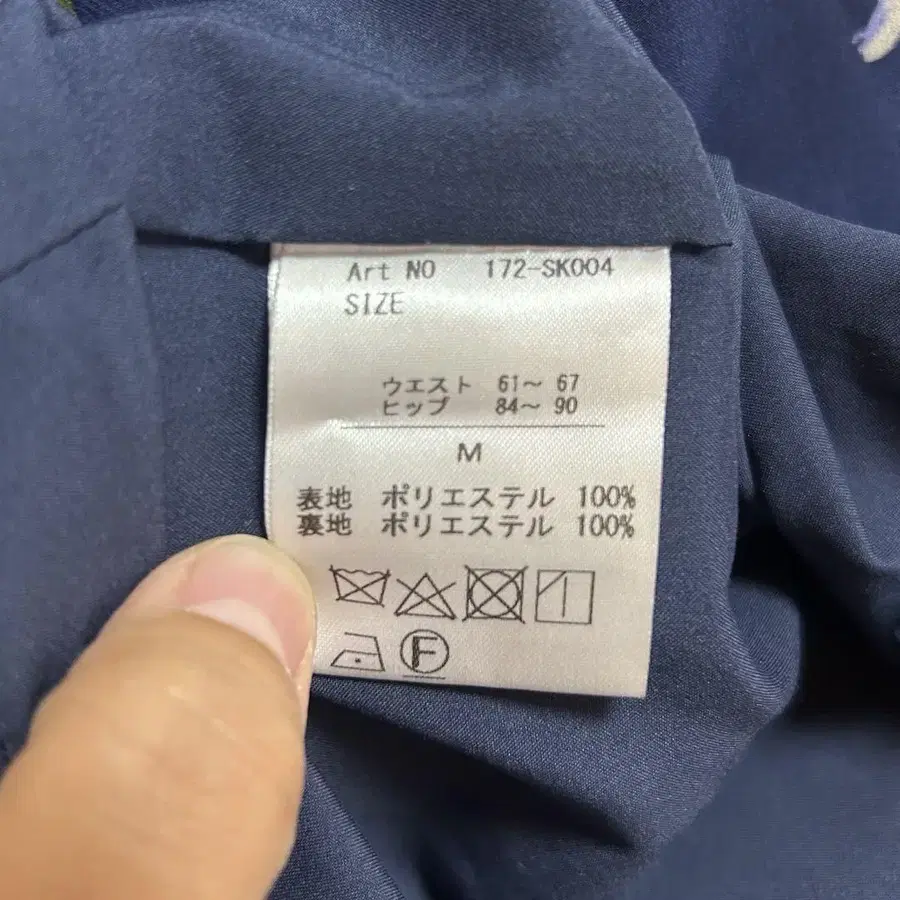 Art NO 172-SK004
SIZE
ウエスト 61～ 67
ヒップ 84～ 90
M
表地 ポリエステル 100%
裏地 ポリエステル 100%
F